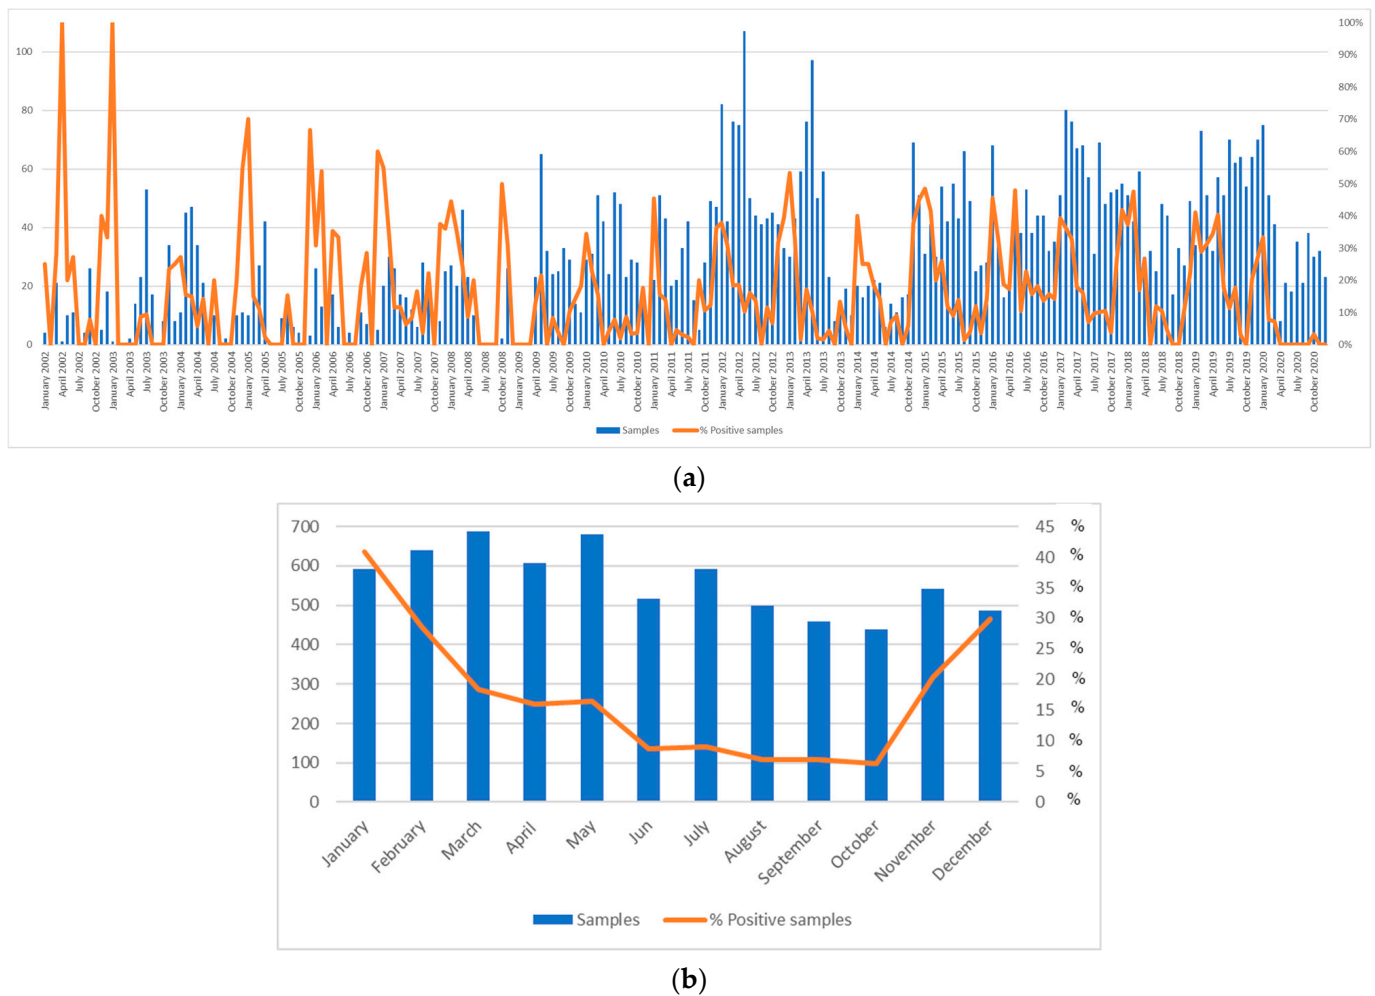 100%
90%
100
80%
80
70%
60%
60
50%
40%
40
30%
20%
20
10%
0
0%
January 2002
April 2002
July 2002
October 2002
January 2003
April 2003
July 2003
October 2003
January 2004
April 2004
July 2004
October 2004
January 2005
April 2005
July 2005
October 2005
January 2006
April 2006
July 2006
October 2006
January 2007
April 2007
July 2007
October 2007
January 2008
April 2008
July 2008
October 2008
January 2009
April 2009
July 2009
October 2009
January 2010
April 2010
July 2010
October 2010
January 2011
April 2011
July 2011
October 2011
January 2012
April 2012
July 2012
October 2012
January 2013
April 2013
July 2013
October 2013
January 2014
April 2014
July 2014
October 2014
January 2015
April 2015
July 2015
October 2015
January 2016
April 2016
July 2016
October 2016
January 2017
April 2017
July 2017
October 2017
January 2018
April 2018
July 2018
October 2018
January 2019
April 2019
July 2019
October 2019
January 2020
April 2020
July 2020
October 2020
Samples % Positive samples
(a)
700 45 %
600 40 %
35 %
500 30 %
400 25 %
300 20 %
15 %
200 10 %
100 5 %
0 0 %
January
February
March
April
May
Jun
July
August
September
October
November
December
Samples % Positive samples
(b)